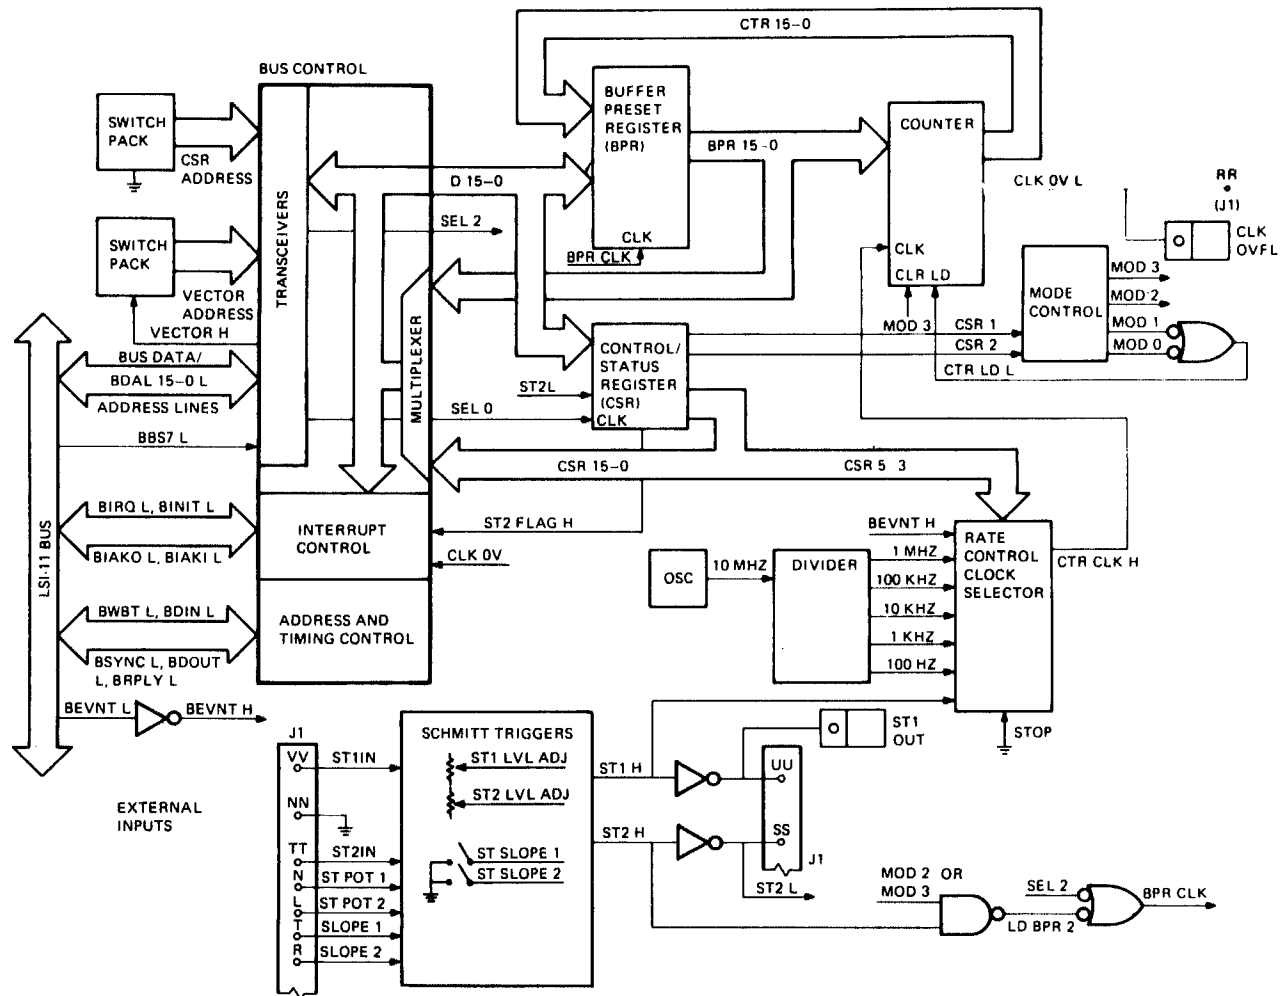 CTR 15-0
BUS CONTROL
SWITCH
PACK
CSR
ADDRESS
BUFFER
PRESET
REGISTER
(BPR)
BPR 15-0
COUNTER
D 15-0
CLK 0V L
RR
(J1)
CLK
OVFL
SEL 2
CLK
BPR CLK
CLK
CLR LD
SWITCH
PACK
VECTOR
ADDRESS
VECTOR H
TRANSCEIVERS
MULTIPLEXER
MOD 3
MODE
CONTROL
MOD 3
MOD 2
MOD 1
MOD 0
CSR 1
CSR 2
CTR LD L
BUS DATA/
BDAL 15-0 L
ADDRESS LINES
CONTROL/
STATUS
REGISTER
(CSR)
CLK
ST2L
SEL 0
BBS7 L
CSR 15-0
CSR 5 3
LSI-11 BUS
BIRQ L, BINIT L
BIAKO L, BIAKI L
INTERRUPT
CONTROL
ST2 FLAG H
CLK 0V
BEVNT H
RATE
CONTROL
CLOCK
SELECTOR
CTR CLK H
OSC
10 MHZ
DIVIDER
1 MHZ
100 KHZ
10 KHZ
1 KHZ
100 HZ
BWBT L, BDIN L
BSYNC L, BDOUT
L, BRPLY L
ADDRESS AND
TIMING CONTROL
BEVNT L
BEVNT H
STOP
ST1
OUT
J1
VV
ST1IN
SCHMITT TRIGGERS
ST1 LVL ADJ
ST2 LVL ADJ
ST1 H
UU
EXTERNAL
INPUTS
NN
ST2 H
SS
J1
TT
ST2IN
ST SLOPE 1
ST SLOPE 2
N
ST POT 1
L
ST POT 2
T
SLOPE 1
R
SLOPE 2
ST2 L
MOD 2 OR
MOD 3
SEL 2
LD BPR 2
BPR CLK